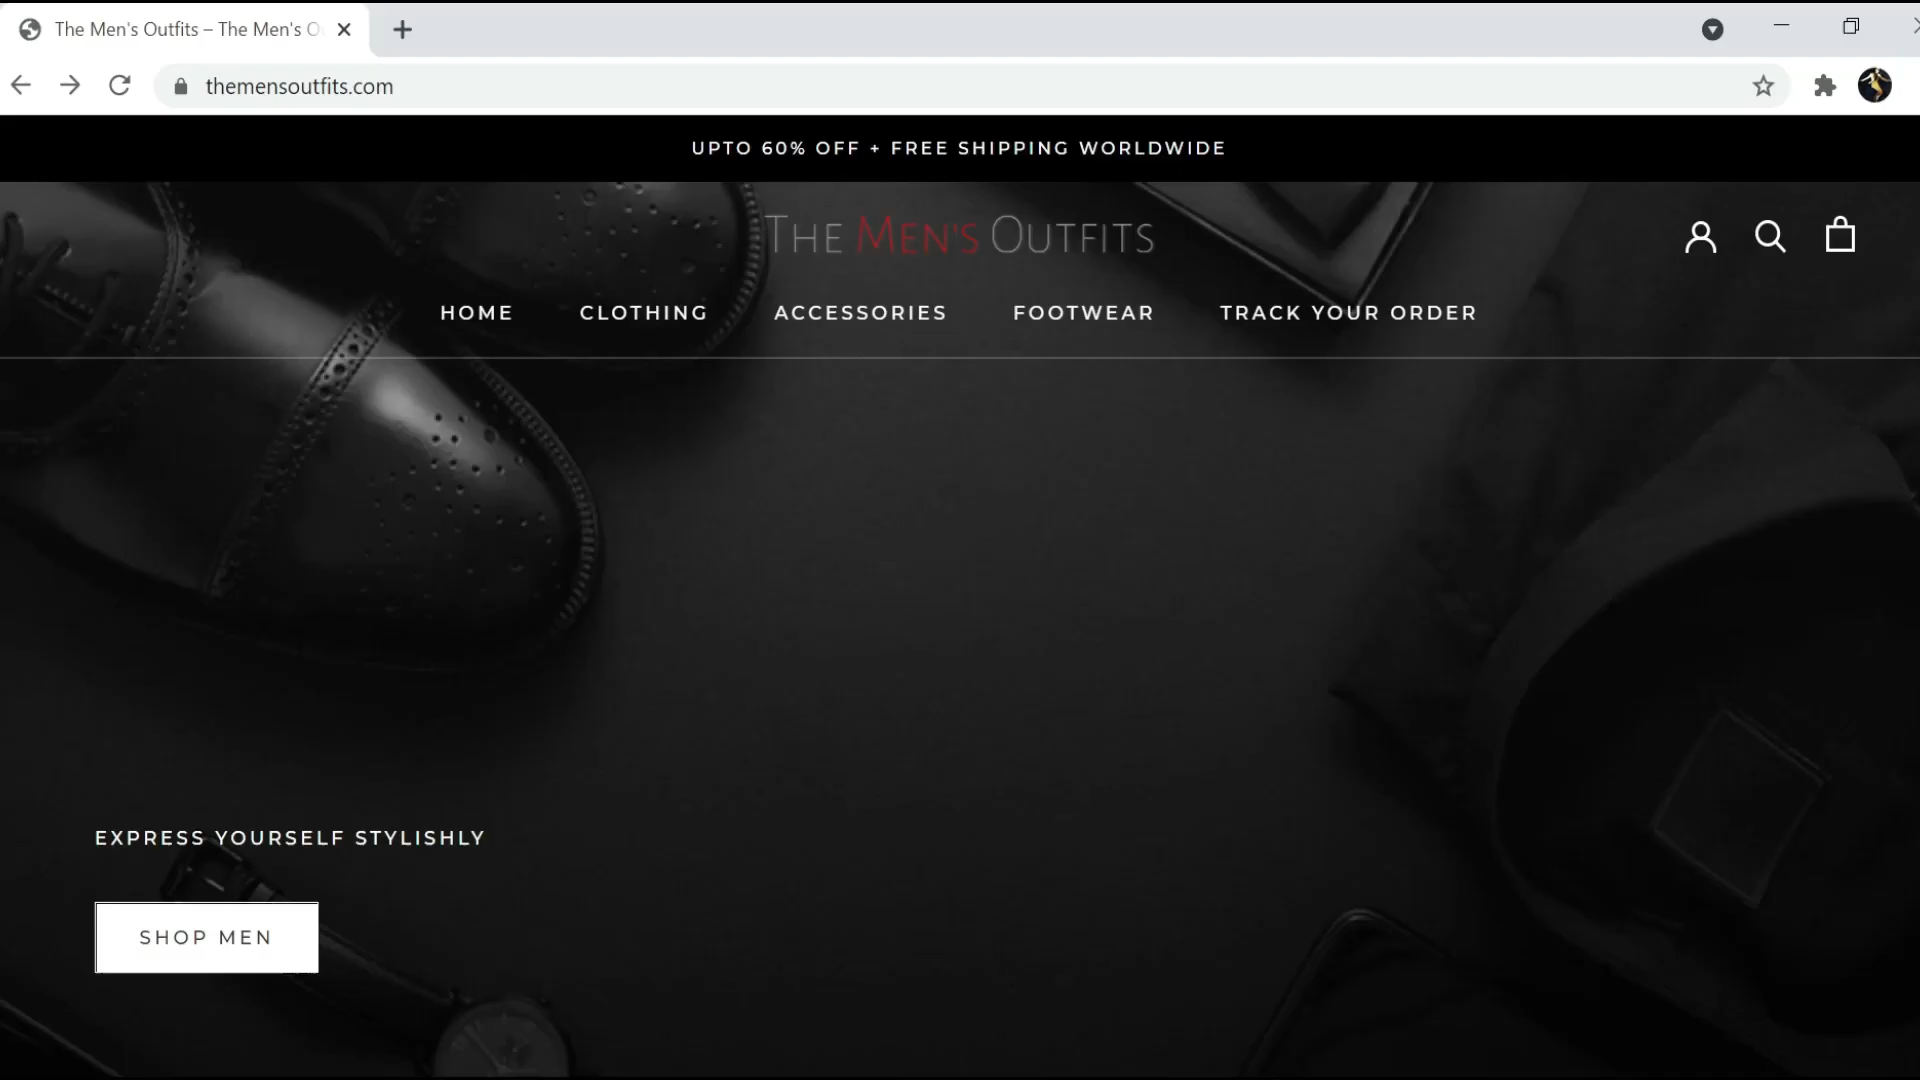 The Men's Outfits – The Men's O
themensoutfits.com
UPTO 60% OFF + FREE SHIPPING WORLDWIDE
THE MEN'S OUTFITS
HOME CLOTHING ACCESSORIES FOOTWEAR TRACK YOUR ORDER
EXPRESS YOURSELF STYLISHLY
SHOP MEN